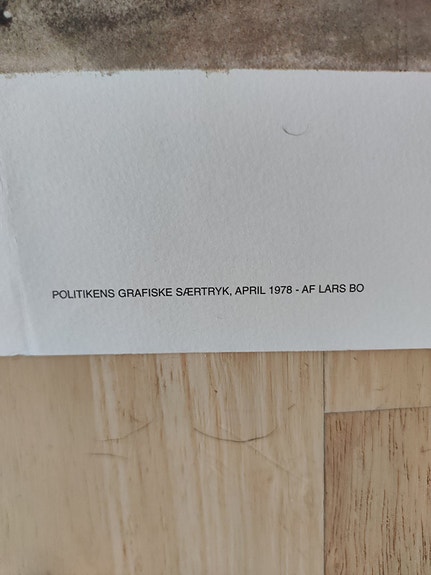 POLITIKENS GRAFISKE SÆRTRYK, APRIL 1978 - AF LARS BO